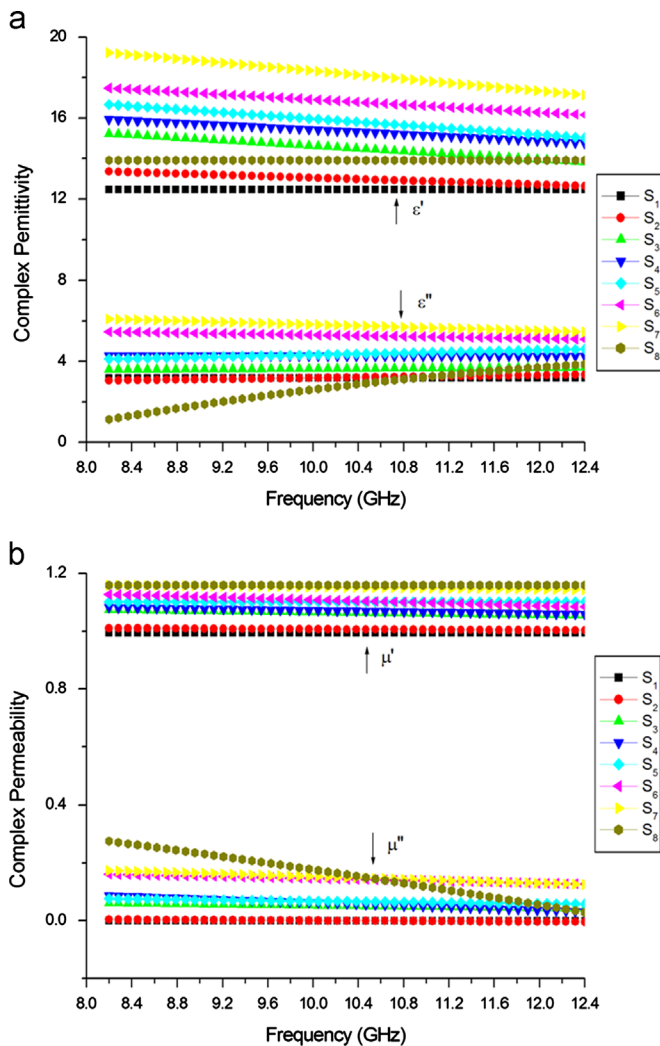 a
20
16
12
8
4
0
Complex Pemittivity
ε'
ε"
8.0 8.4 8.8 9.2 9.6 10.0 10.4 10.8 11.2 11.6 12.0 12.4
Frequency (GHz)
S1
S2
S3
S4
S5
S6
S7
S8
b
1.2
0.8
0.4
0.0
Complex Permeability
μ'
μ"
8.0 8.4 8.8 9.2 9.6 10.0 10.4 10.8 11.2 11.6 12.0 12.4
Frequency (GHz)
S1
S2
S3
S4
S5
S6
S7
S8